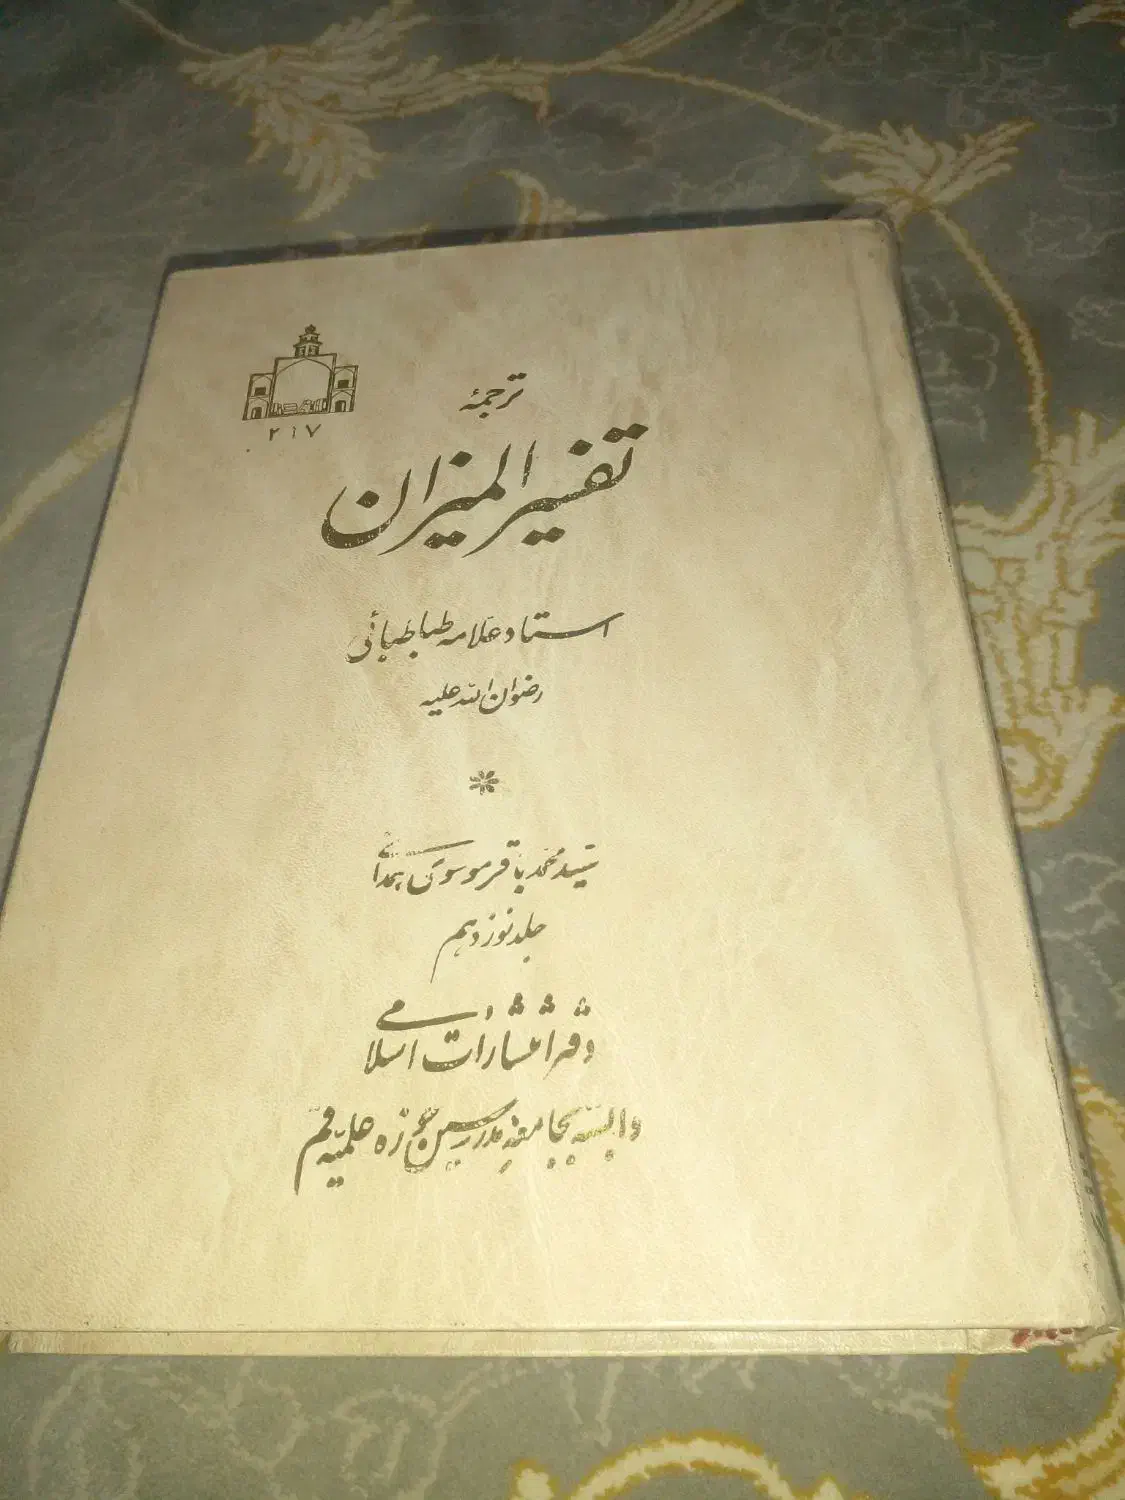 ۲۱۷
ترجمهٔ
تفسیر المیزان
استاد علامه طباطبائی
رضوان الله علیه
سید محمد باقر موسوی همدانی
جلد نوزدهم
دفتر انتشارات اسلامی
وابسته بجامعه مدرسین حوزه علمیّه قم